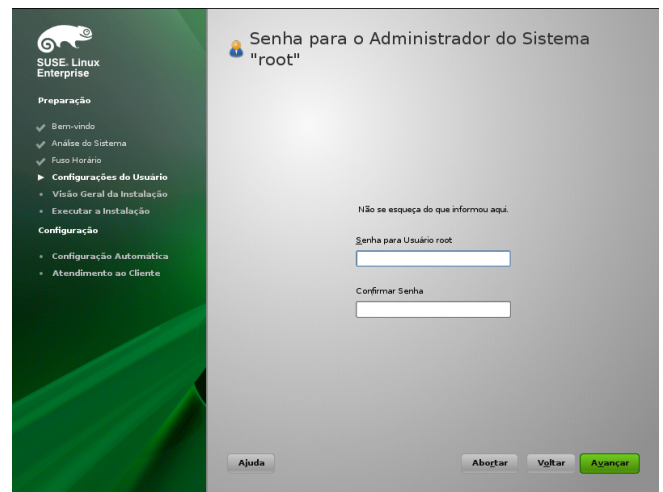 SUSE. Linux
Enterprise
Preparação
Bem-vindo
Análise do Sistema
Fuso Horário
Configurações do Usuário
Visão Geral da Instalação
Executar a Instalação
Configuração
Configuração Automática
Atendimento ao Cliente
Senha para o Administrador do Sistema
"root"
Não se esqueça do que informou aqui.
Senha para Usuário root
Confirmar Senha
Ajuda
Abortar
Voltar
Avançar